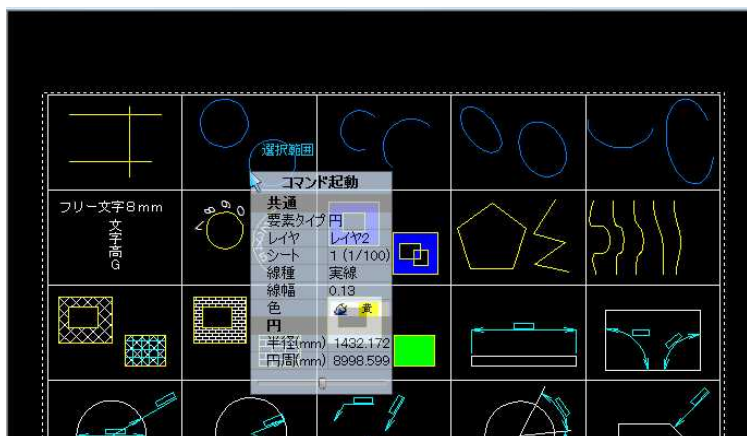 選択範囲
コマンド起動
共通
要素タイプ 円
レイヤ レイヤ2
シート 1 (1/100)
線種 実線
線幅 0.13
色 黄
円
半径(mm) 1432.172
円周(mm) 8998.599
フリー文字8mm
文字高G
7890